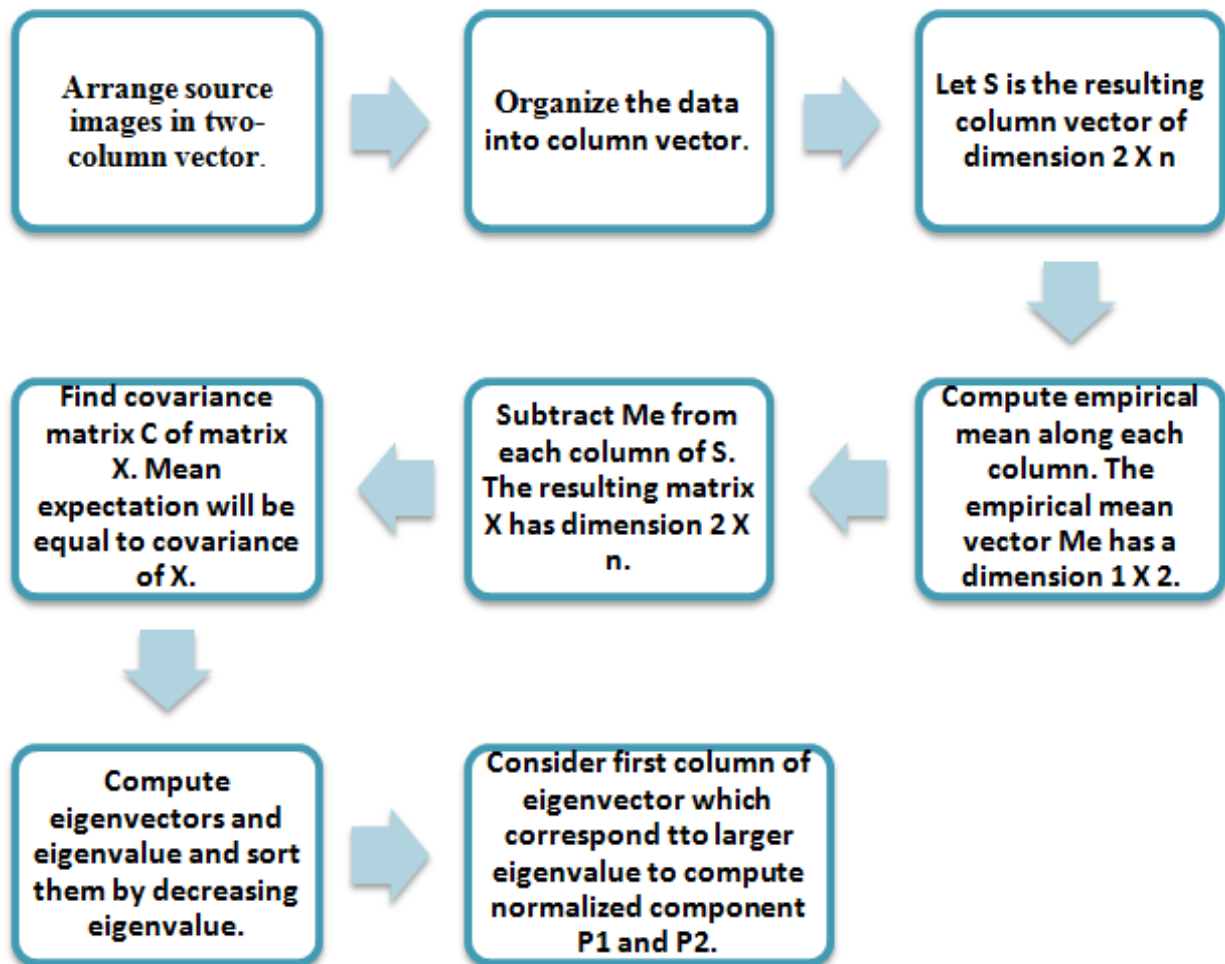 Arrange source
images in two-
column vector.
Organize the data
into column vector.
Let S is the resulting
column vector of
dimension 2 X n
Compute empirical
mean along each
column. The
empirical mean
vector Me has a
dimension 1 X 2.
Subtract Me from
each column of S.
The resulting matrix
X has dimension 2 X
n.
Find covariance
matrix C of matrix
X. Mean
expectation will be
equal to covariance
of X.
Compute
eigenvectors and
eigenvalue and sort
them by decreasing
eigenvalue.
Consider first column of
eigenvector which
correspond tto larger
eigenvalue to compute
normalized component
P1 and P2.